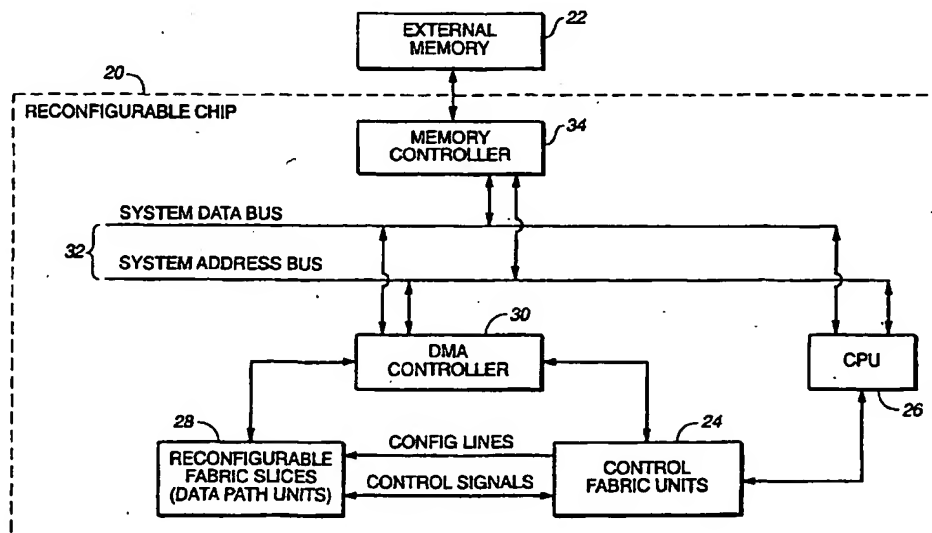 EXTERNAL
MEMORY
22
20
RECONFIGURABLE CHIP
MEMORY
CONTROLLER
34
SYSTEM DATA BUS
32
SYSTEM ADDRESS BUS
30
DMA
CONTROLLER
CPU
26
28
RECONFIGURABLE
FABRIC SLICES
(DATA PATH UNITS)
CONFIG LINES
CONTROL SIGNALS
24
CONTROL
FABRIC UNITS